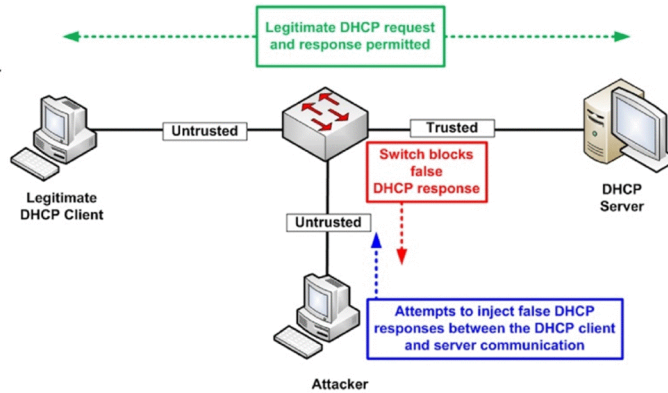 Legitimate DHCP request
and response permitted
Untrusted
Trusted
Switch blocks
false
DHCP response
Legitimate
DHCP Client
DHCP
Server
Untrusted
Attempts to inject false DHCP
responses between the DHCP client
and server communication
Attacker